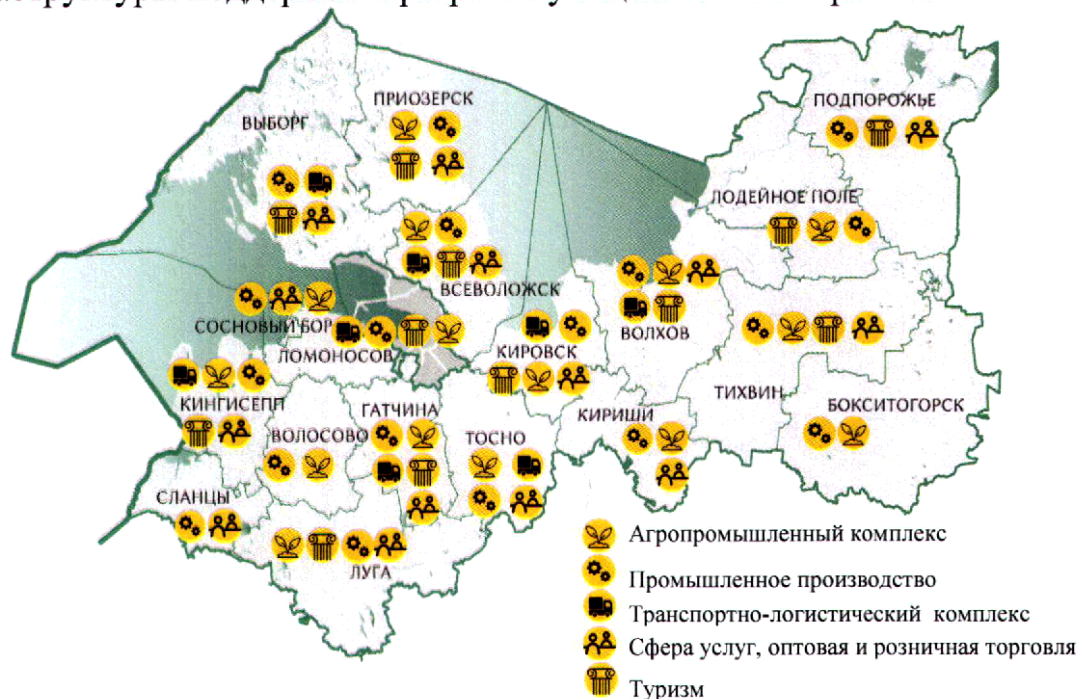 ПРИОЗЕРСК
ПОДПОРОЖЬЕ
ВЫБОРГ
ЛОДЕЙНОЕ ПОЛЕ
ВСЕВОЛОЖСК
СОСНОВЫЙ БОР
ВОЛХОВ
ЛОМОНОСОВ
КИРОВСК
ТИХВИН
КИНГИСЕПП
ГАТЧИНА
КИРИШИ
БОКСИТОГОРСК
ВОЛОСОВО
ТОСНО
СЛАНЦЫ
ЛУГА
Агропромышленный комплекс
Промышленное производство
Транспортно-логистический комплекс
Сфера услуг, оптовая и розничная торговля
Туризм